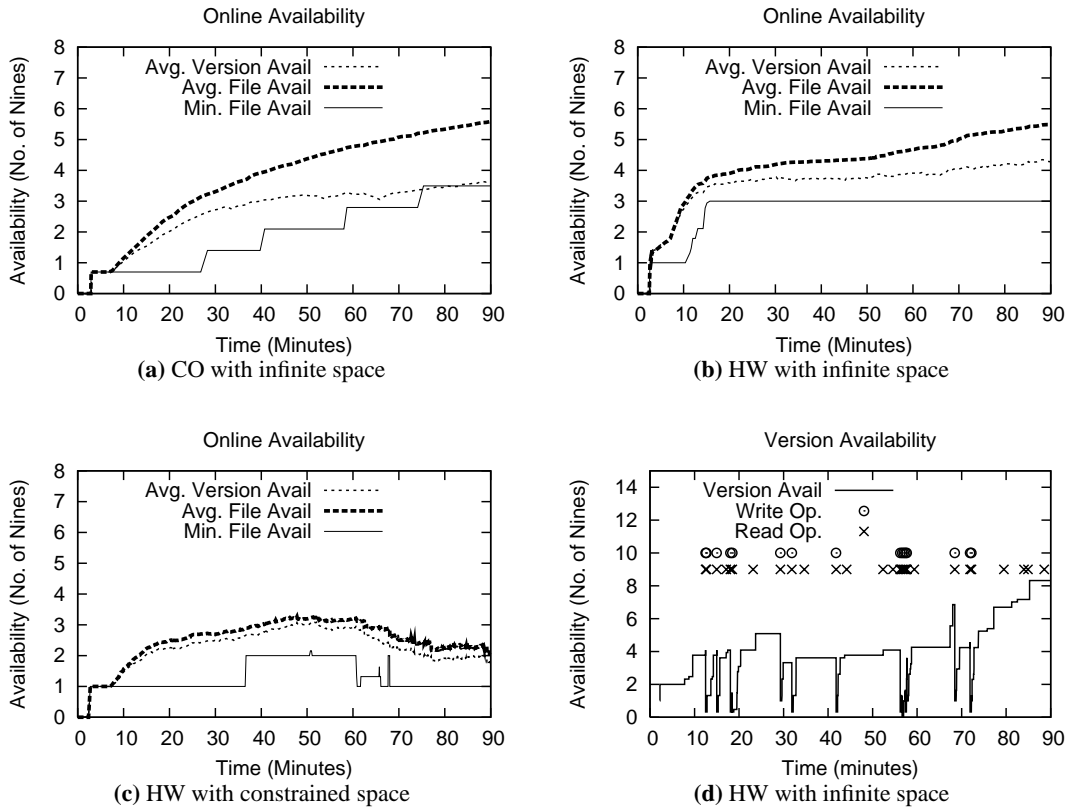 Online Availability
8
7
6
5
4
3
2
1
0
Availability (No. of Nines)
Avg. Version Avail
Avg. File Avail
Min. File Avail
0 10 20 30 40 50 60 70 80 90
Time (Minutes)
(a) CO with infinite space
Online Availability
8
7
6
5
4
3
2
1
0
Availability (No. of Nines)
Avg. Version Avail
Avg. File Avail
Min. File Avail
0 10 20 30 40 50 60 70 80 90
Time (Minutes)
(b) HW with infinite space
Online Availability
8
7
6
5
4
3
2
1
0
Availability (No. of Nines)
Avg. Version Avail
Avg. File Avail
Min. File Avail
0 10 20 30 40 50 60 70 80 90
Time (Minutes)
(c) HW with constrained space
Version Availability
14
12
10
8
6
4
2
0
Availability (No. of Nines)
Version Avail
Write Op.
Read Op.
0 10 20 30 40 50 60 70 80 90
Time (minutes)
(d) HW with infinite space